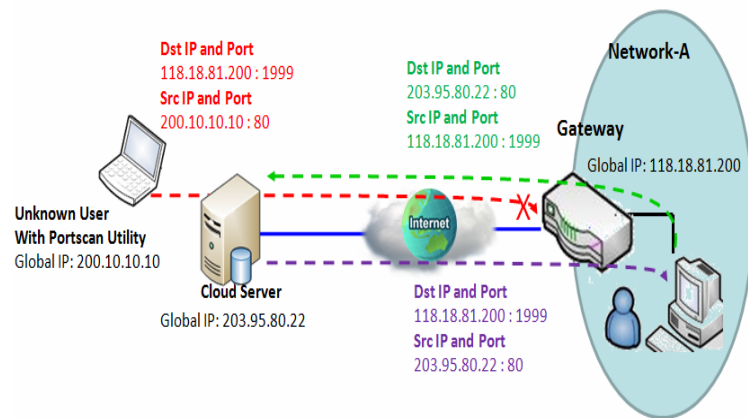 Dst IP and Port
118.18.81.200 : 1999
Src IP and Port
200.10.10.10 : 80
Dst IP and Port
203.95.80.22 : 80
Src IP and Port
118.18.81.200 : 1999
Network-A
Gateway
Global IP: 118.18.81.200
Unknown User
With Portscan Utility
Global IP: 200.10.10.10
Internet
Cloud Server
Global IP: 203.95.80.22
Dst IP and Port
118.18.81.200 : 1999
Src IP and Port
203.95.80.22 : 80